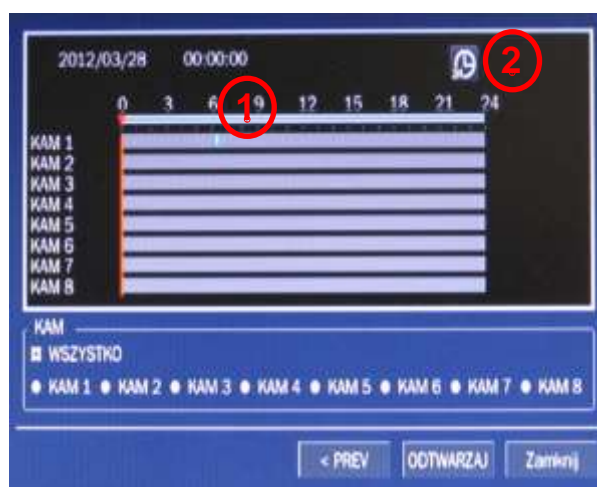 2012/03/28 00:00:00 2
0 3 6 1 9 12 15 18 21 24
KAM 1
KAM 2
KAM 3
KAM 4
KAM 5
KAM 6
KAM 7
KAM 8
KAM
WSZYSTKO
KAM 1 KAM 2 KAM 3 KAM 4 KAM 5 KAM 6 KAM 7 KAM 8
< PREV ODTWARZAJ Zamknij